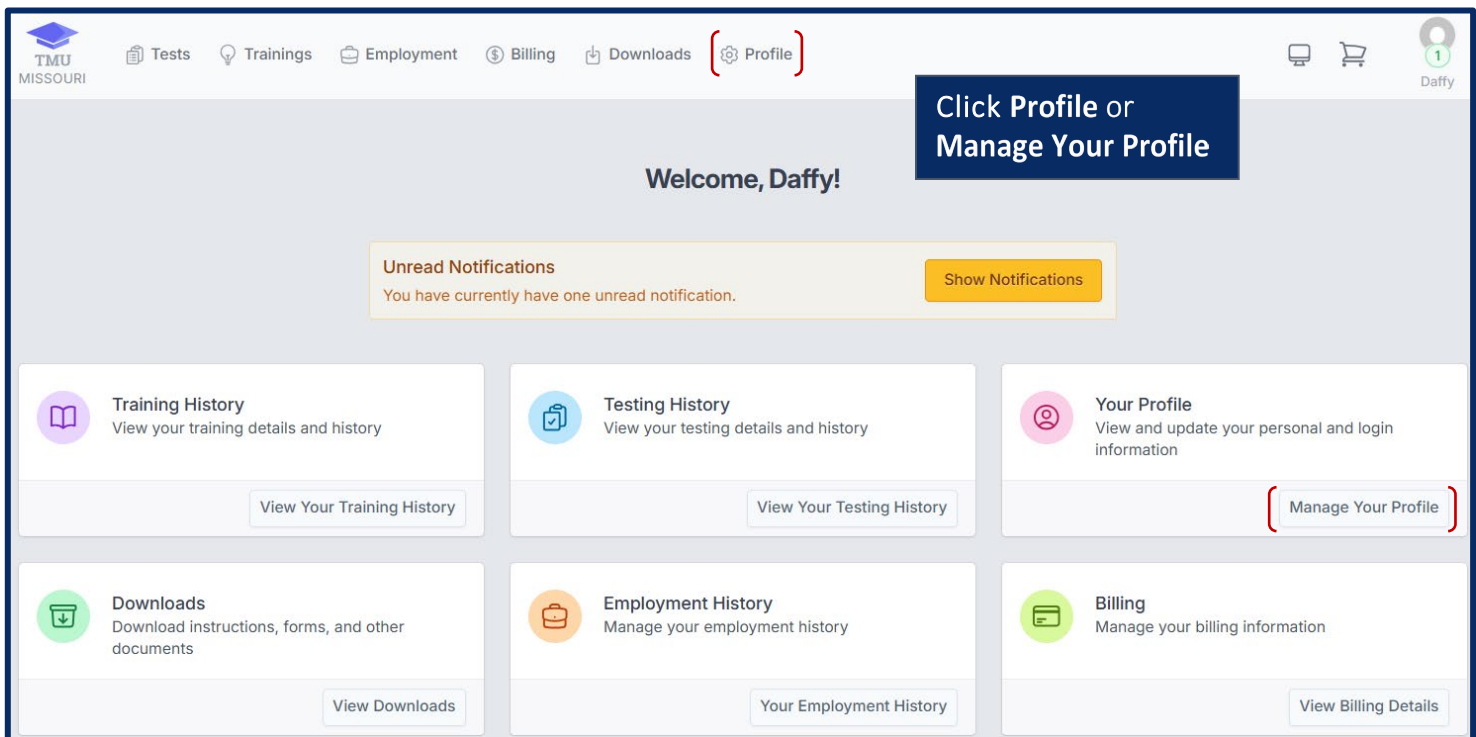 TMU
MISSOURI
Tests
Trainings
Employment
Billing
Downloads
Profile
1
Daffy
Click Profile or
Manage Your Profile
Welcome, Daffy!
Unread Notifications
You have currently have one unread notification.
Show Notifications
Training History
View your training details and history
View Your Training History
Testing History
View your testing details and history
View Your Testing History
Your Profile
View and update your personal and login
information
Manage Your Profile
Downloads
Download instructions, forms, and other
documents
View Downloads
Employment History
Manage your employment history
Your Employment History
Billing
Manage your billing information
View Billing Details